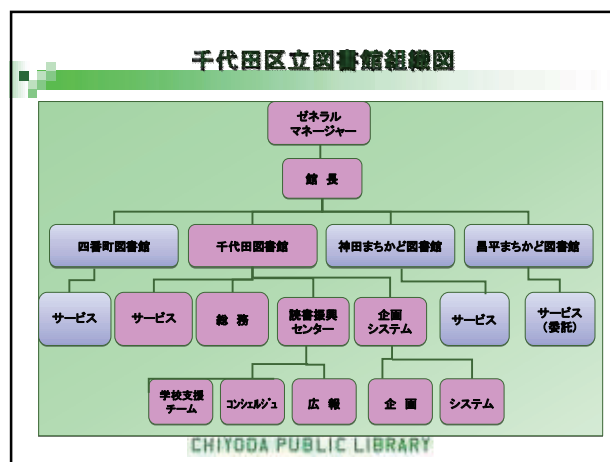 千代田区立図書館組織図
ゼネラル
マネージャー
館 長
四番町図書館
千代田図書館
神田まちかど図書館
昌平まちかど図書館
サービス
サービス
総 務
読書振興
センター
企画
システム
サービス
サービス
(委託)
学校支援
チーム
コンシェルジュ
広 報
企 画
システム
CHIYODA PUBLIC LIBRARY